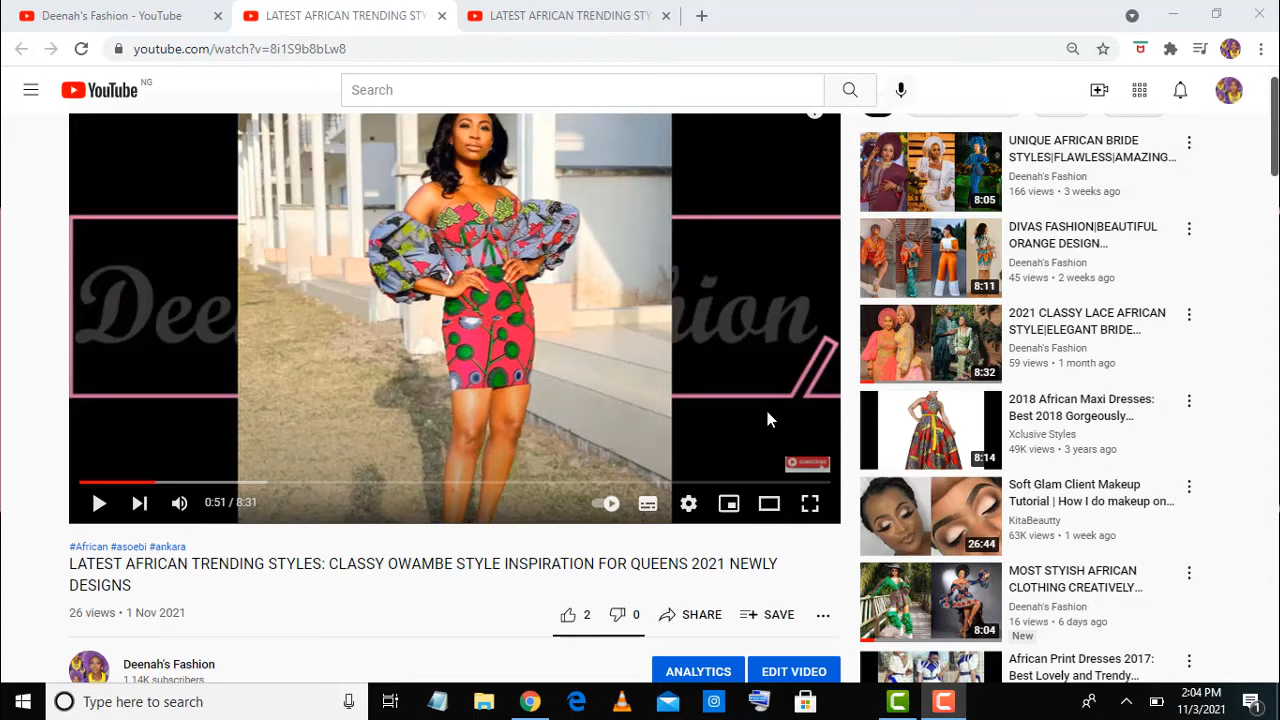 Deenah's Fashion - YouTube
LATEST AFRICAN TRENDING STY
LATEST AFRICAN TRENDING STY
youtube.com/watch?v=8i1S9b8bLw8
YouTube NG
Search
SUBSCRIBE
0:51 / 8:31
#African #asoebi #ankara
LATEST AFRICAN TRENDING STYLES: CLASSY OWAMBE STYLE INSPIRATION FOR QUEENS 2021 NEWLY
DESIGNS
26 views • 1 Nov 2021
2
0
SHARE
SAVE
Deenah's Fashion
1.14K subscribers
ANALYTICS
EDIT VIDEO
UNIQUE AFRICAN BRIDE
STYLES|FLAWLESS|AMAZING...
Deenah's Fashion
166 views • 3 weeks ago
8:05
DIVAS FASHION|BEAUTIFUL
ORANGE DESIGN...
Deenah's Fashion
45 views • 2 weeks ago
8:11
2021 CLASSY LACE AFRICAN
STYLE|ELEGANT BRIDE...
Deenah's Fashion
59 views • 1 month ago
8:32
2018 African Maxi Dresses:
Best 2018 Gorgeously...
Xclusive Styles
49K views • 3 years ago
8:14
Soft Glam Client Makeup
Tutorial | How I do makeup on...
KitaBeautty
63K views • 1 week ago
26:44
MOST STYISH AFRICAN
CLOTHING CREATIVELY...
Deenah's Fashion
16 views • 6 days ago
New
8:04
African Print Dresses 2017:
Best Lovely and Trendy...
Type here to search
2:04 PM
11/3/2021
1